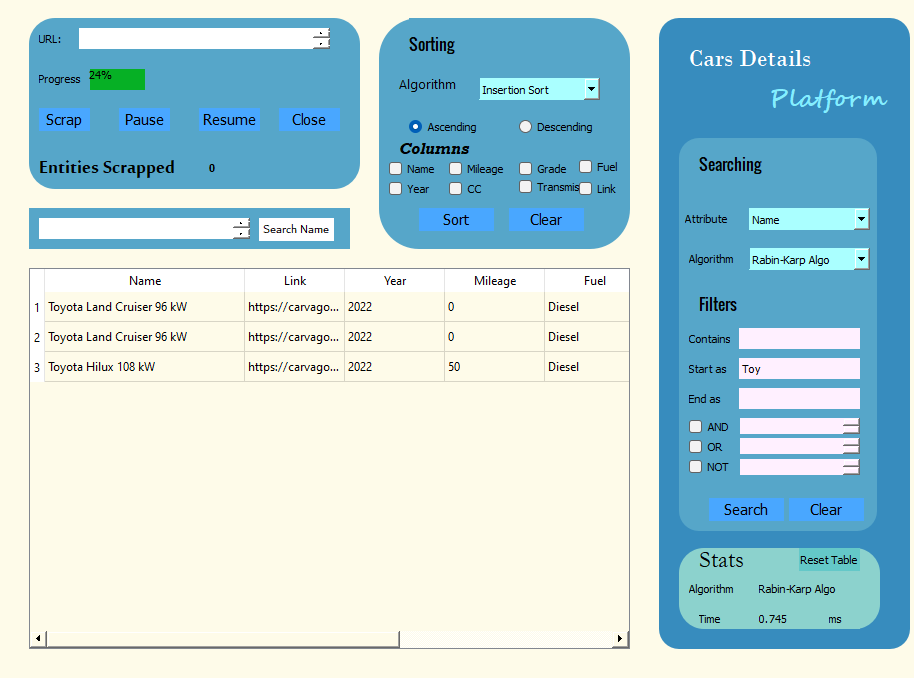 URL:
Progress 24%
Scrap Pause Resume Close
Entities Scrapped 0
Search Name
Sorting
Algorithm Insertion Sort
Ascending Descending
Columns
Name Mileage Grade Fuel
Year CC Transmis Link
Sort Clear
Name Link Year Mileage Fuel
1 Toyota Land Cruiser 96 kW https://carvago... 2022 0 Diesel
2 Toyota Land Cruiser 96 kW https://carvago... 2022 0 Diesel
3 Toyota Hilux 108 kW https://carvago... 2022 50 Diesel
Cars Details
Platform
Searching
Attribute Name
Algorithm Rabin-Karp Algo
Filters
Contains
Start as Toy
End as
AND
OR
NOT
Search Clear
Stats Reset Table
Algorithm Rabin-Karp Algo
Time 0.745 ms